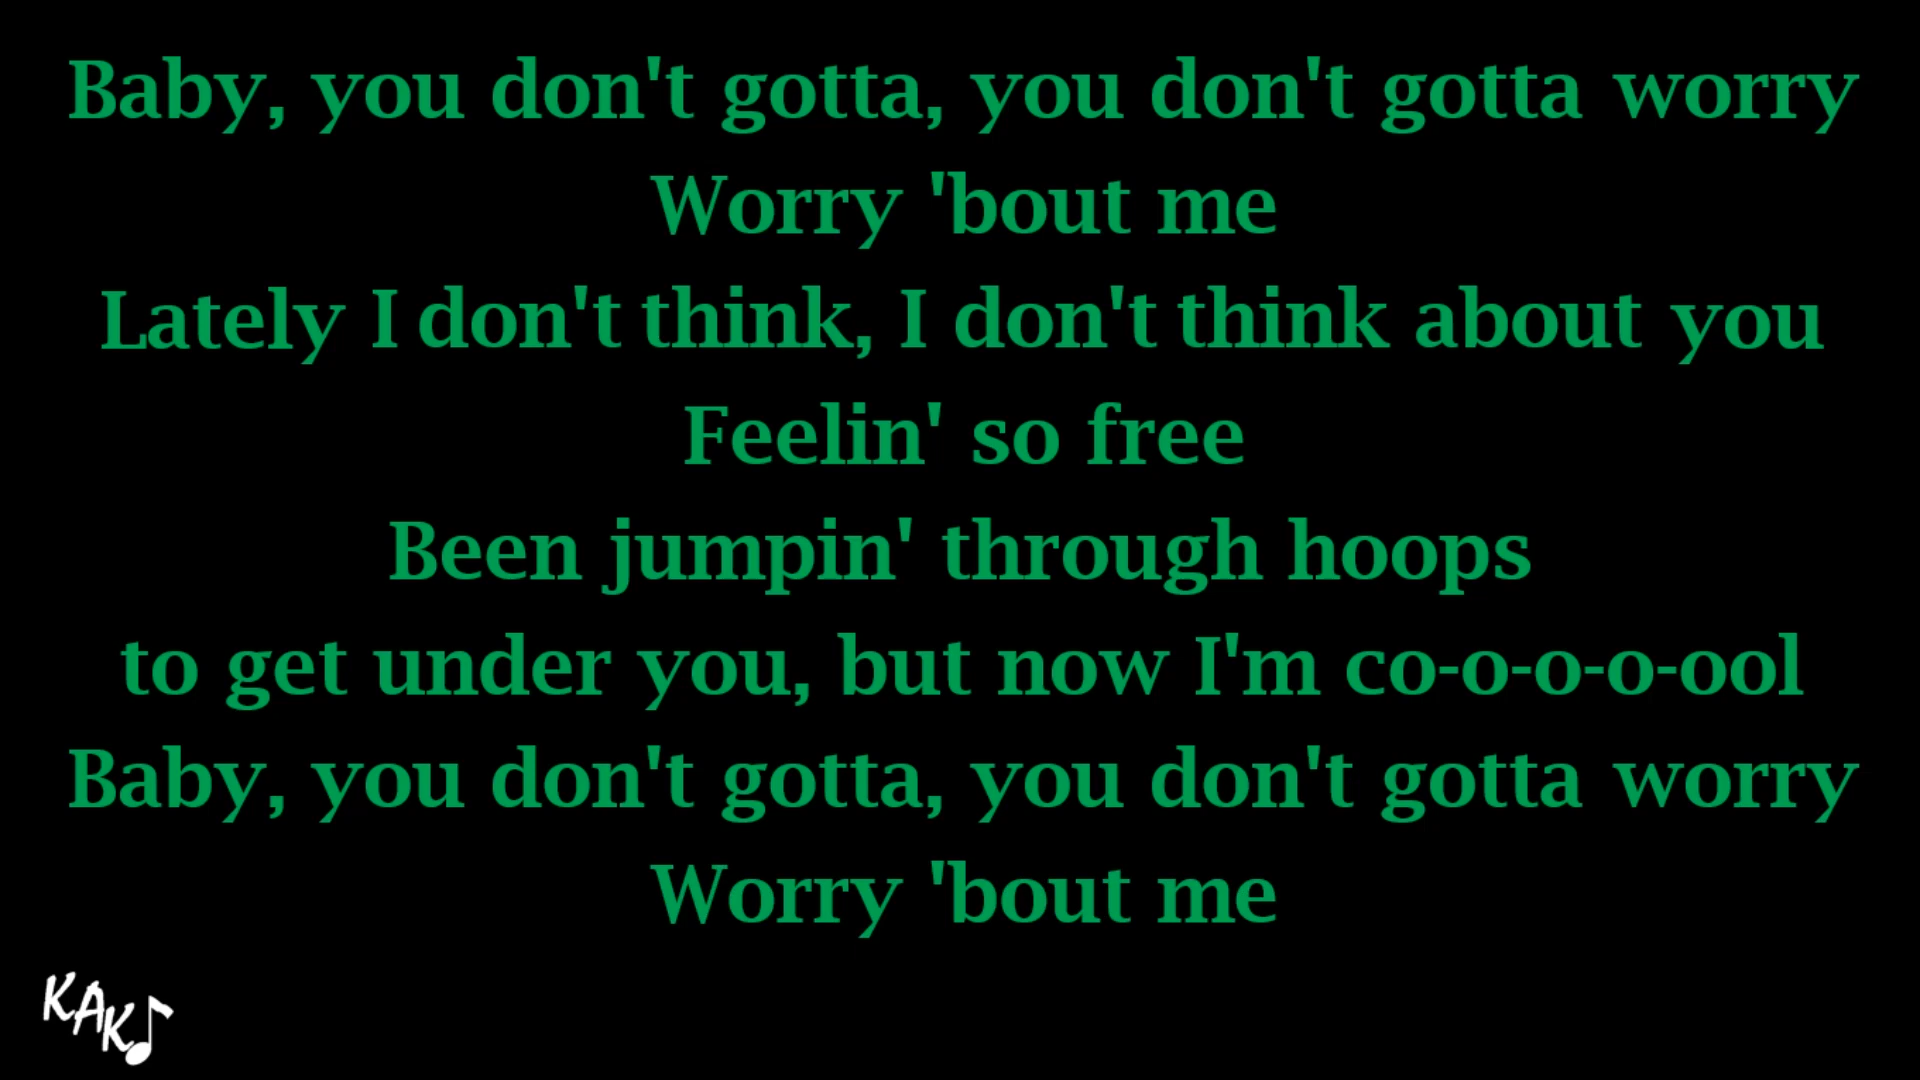 Baby, you don't gotta, you don't gotta worry
Worry 'bout me
Lately I don't think, I don't think about you
Feelin' so free
Been jumpin' through hoops
to get under you, but now I'm co-o-o-o-ool
Baby, you don't gotta, you don't gotta worry
Worry 'bout me
KAK